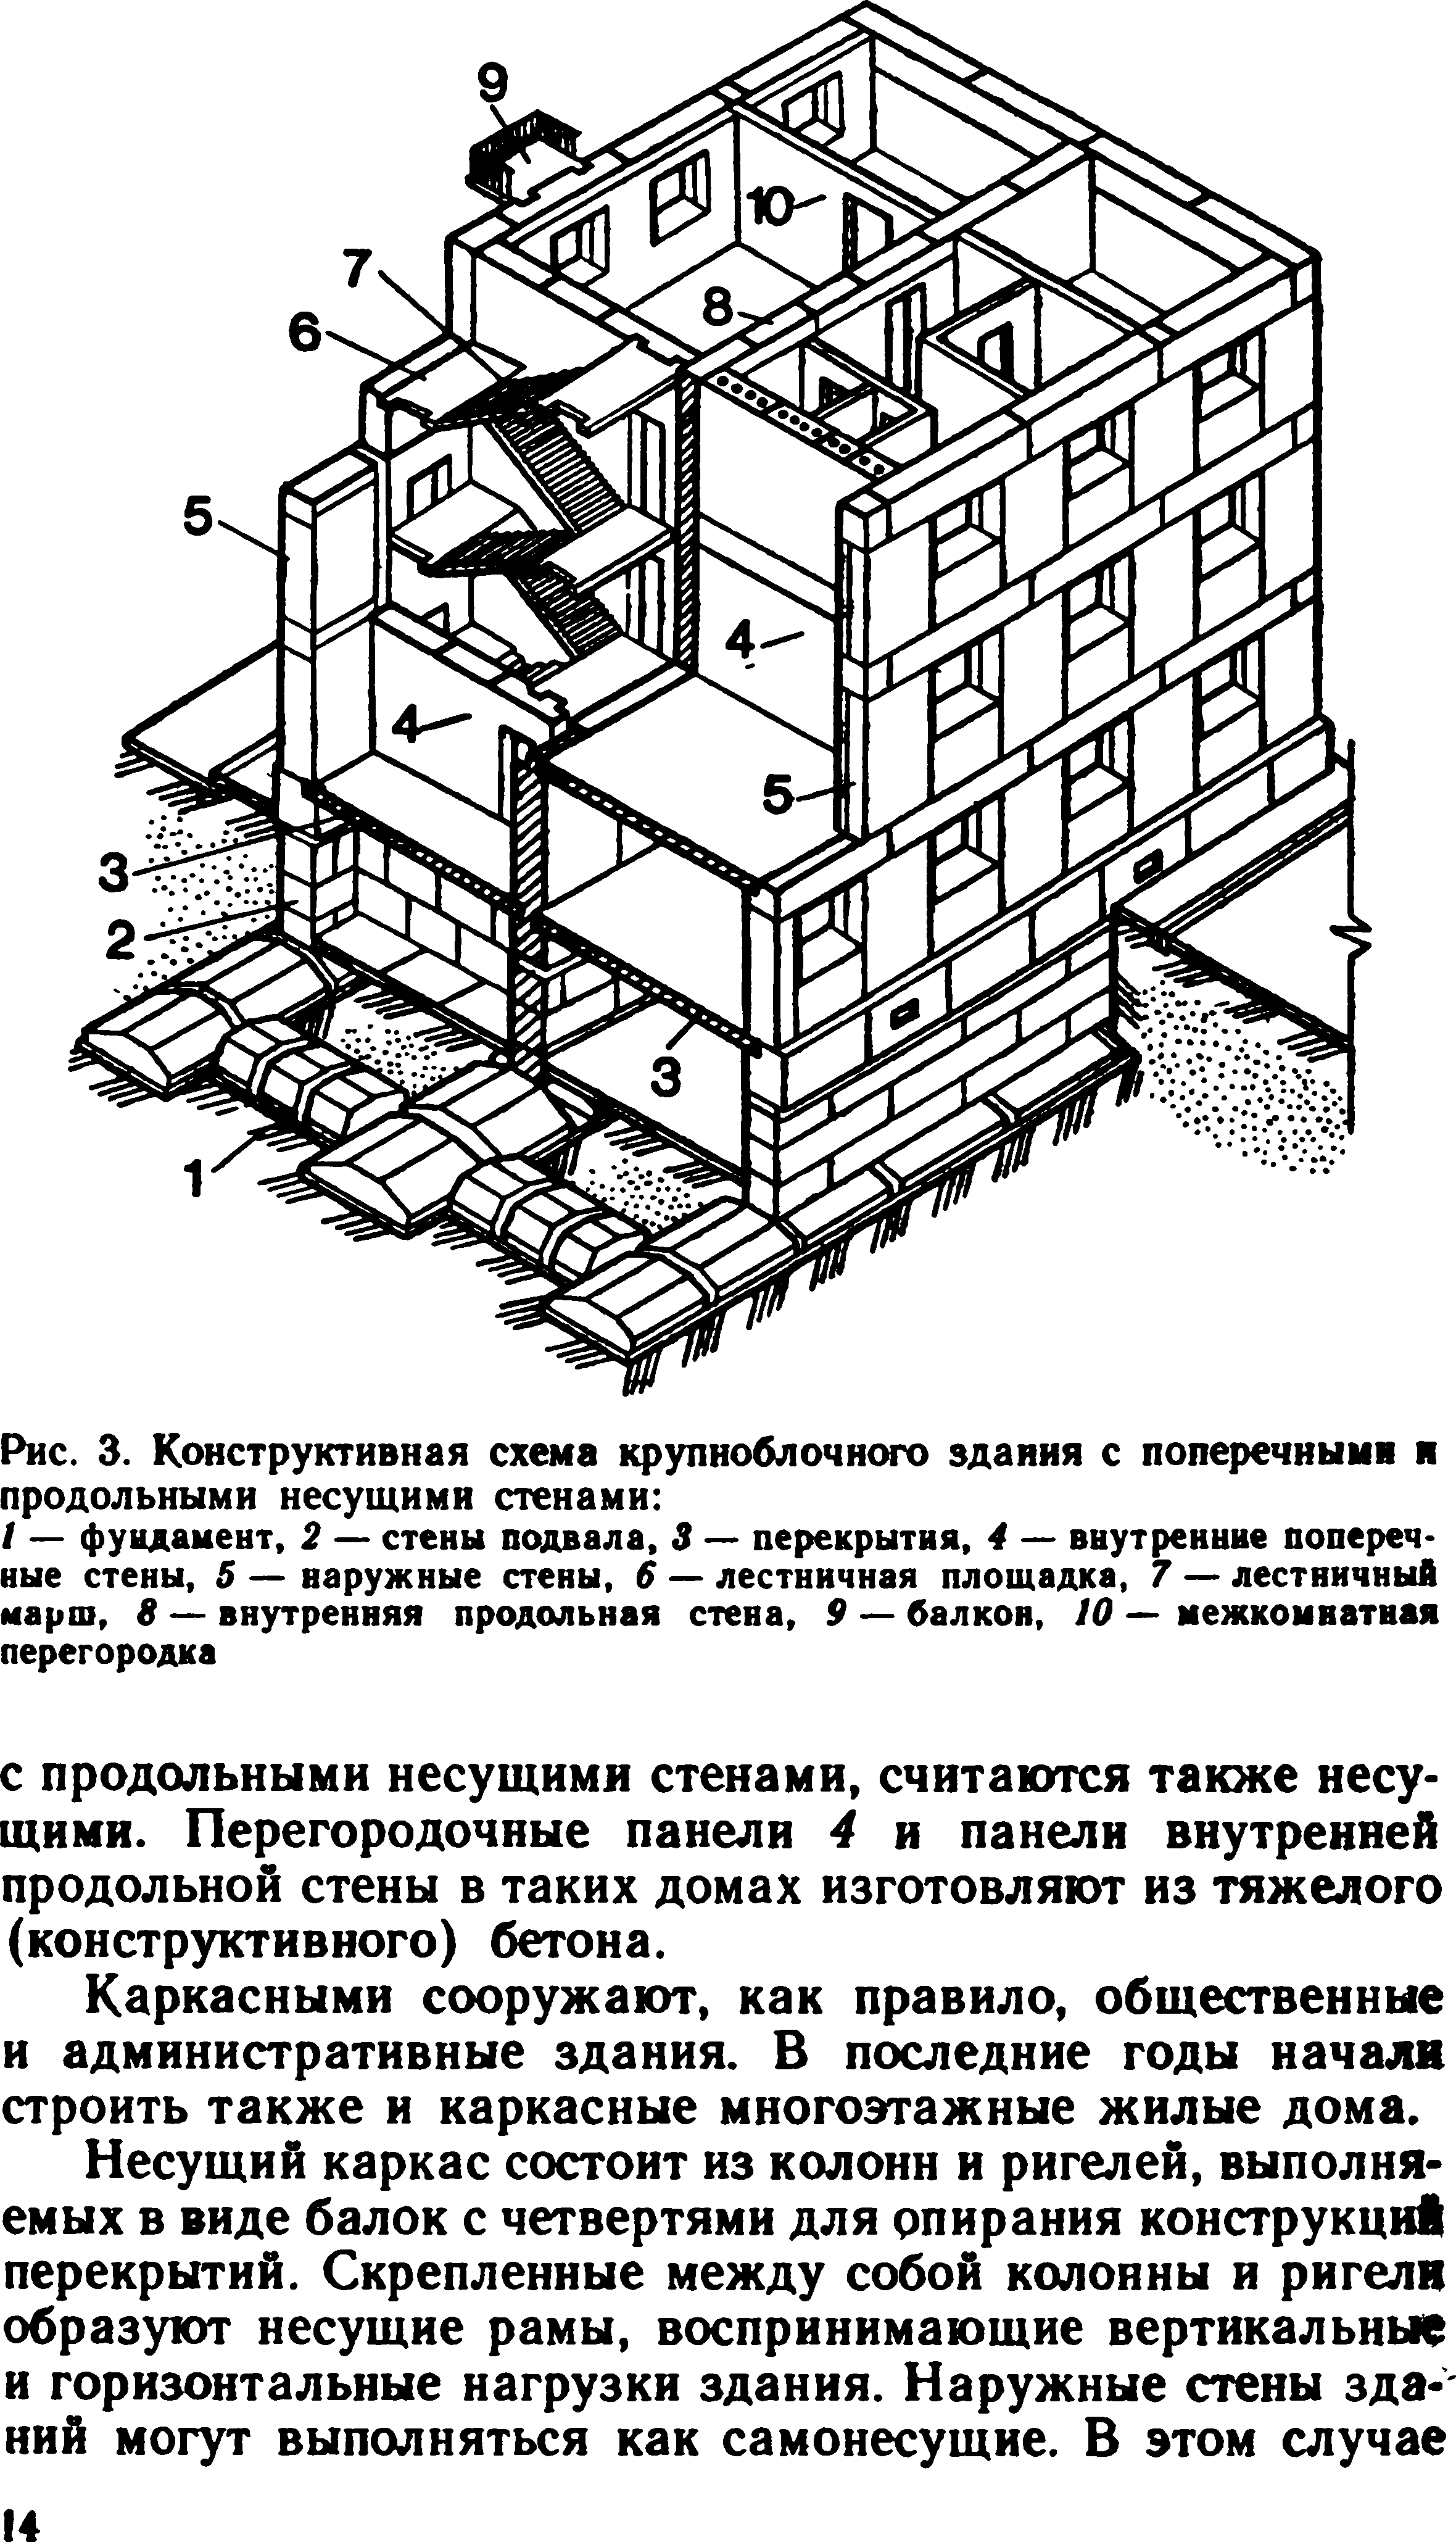 9
10
7
8
6
5
4
4
5
3
2
3
1
Рис. 3. Конструктивная схема крупноблочного здания с поперечными и
продольными несущими стенами:
1 — фундамент, 2 — стены подвала, 3 — перекрытия, 4 — внутренние попереч-
ные стены, 5 — наружные стены, 6 — лестничная площадка, 7 — лестничный
марш, 8 — внутренняя продольная стена, 9 — балкон, 10 — межкомнатная
перегородка
с продольными несущими стенами, считаются также несу-
щими. Перегородочные панели 4 и панели внутренней
продольной стены в таких домах изготовляют из тяжелого
(конструктивного) бетона.
Каркасными сооружают, как правило, общественные
и административные здания. В последние годы начали
строить также и каркасные многоэтажные жилые дома.
Несущий каркас состоит из колонн и ригелей, выполня-
емых в виде балок с четвертями для опирания конструкций
перекрытий. Скрепленные между собой колонны и ригели
образуют несущие рамы, воспринимающие вертикальные
и горизонтальные нагрузки здания. Наружные стены зда-
ний могут выполняться как самонесущие. В этом случае
14